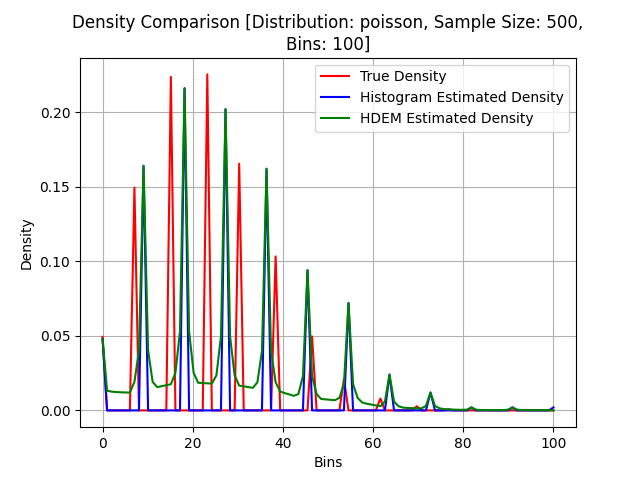 Density Comparison [Distribution: poisson, Sample Size: 500,
Bins: 100]
True Density
Histogram Estimated Density
HDEM Estimated Density
Density
0.20
0.15
0.10
0.05
0.00
0 20 40 60 80 100
Bins